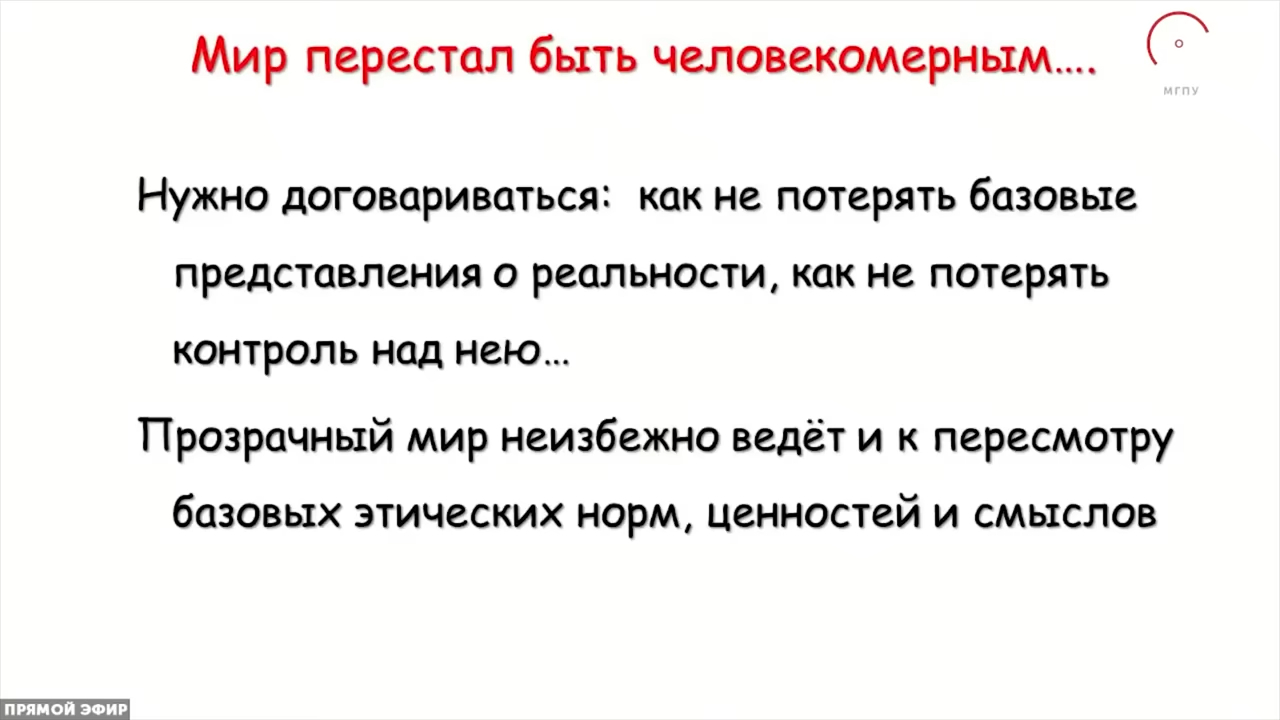 Мир перестал быть человекомерным....
МГПУ
Нужно договариваться: как не потерять базовые
представления о реальности, как не потерять
контроль над нею...
Прозрачный мир неизбежно ведёт и к пересмотру
базовых этических норм, ценностей и смыслов
ПРЯМОЙ ЭФИР